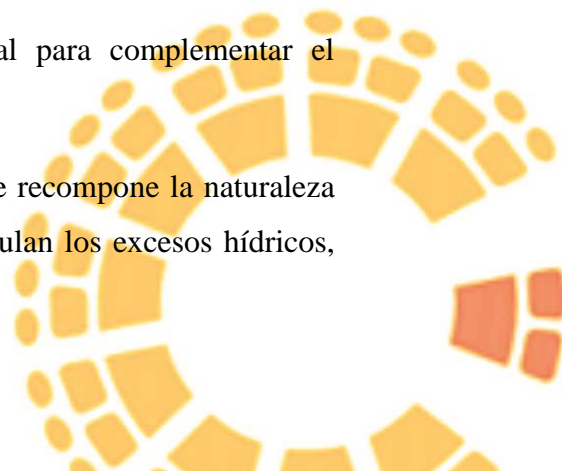 al para complementar el
e recompone la naturaleza
ulan los excesos hídricos,